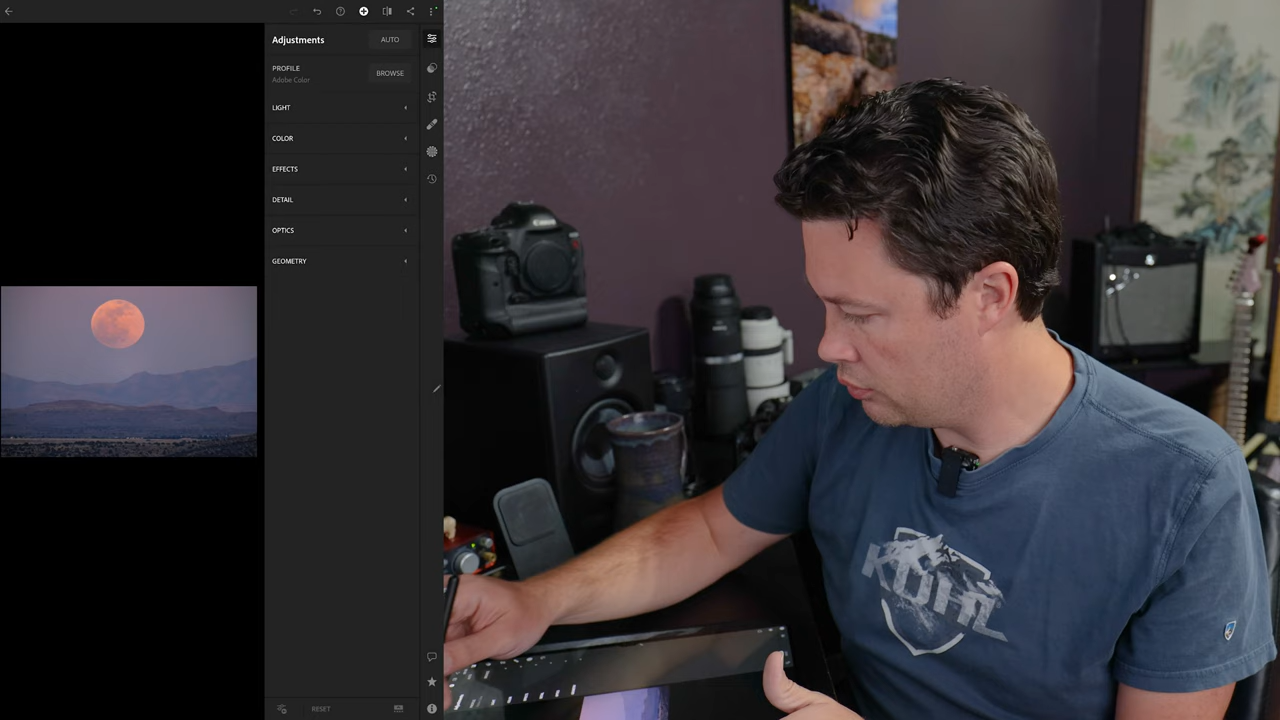 Adjustments
AUTO
PROFILE
Adobe Color
BROWSE
LIGHT
COLOR
EFFECTS
DETAIL
OPTICS
GEOMETRY
RESET
KÜHL